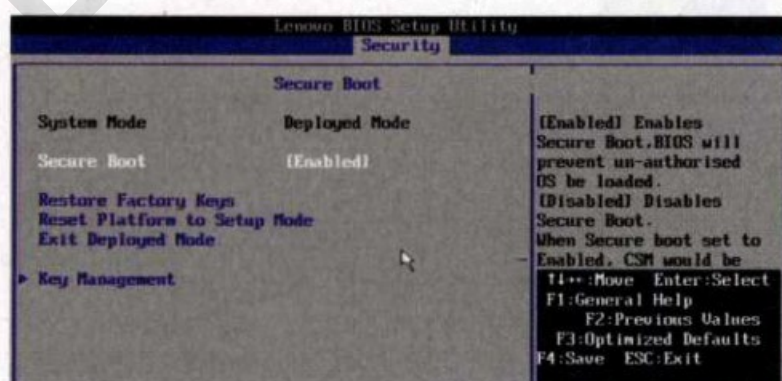 Lenovo BIOS Setup Utility
Security
Secure Boot
System Mode Deployed Mode
Secure Boot [Enabled]
Restore Factory Keys
Reset Platform to Setup Mode
Exit Deployed Mode
▶ Key Management
[Enabled] Enables
Secure Boot.BIOS will
prevent un-authorised
OS be loaded.
[Disabled] Disables
Secure Boot.
When Secure boot set to
Enabled, CSM would be
↑↓↔:Move Enter:Select
F1:General Help
F2:Previous Values
F3:Optimized Defaults
F4:Save ESC:Exit